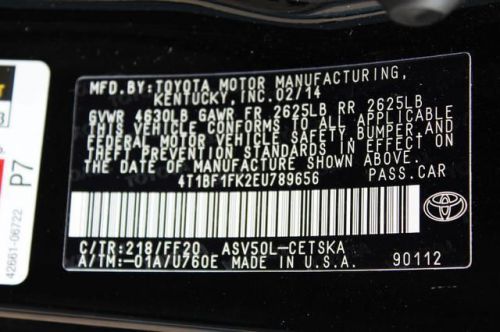 MFD.BY:TOYOTA MOTOR MANUFACTURING,
KENTUCKY,INC.02/14
GVWR 4630LB GAWR FR 2625LB RR 2625LB
THIS VEHICLE CONFORMS TO ALL APPLICABLE
FEDERAL MOTOR VEHICLE SAFETY,BUMPER,AND
THEFT PREVENTION STANDARDS IN EFFECT ON
THE DATE OF MANUFACTURE SHOWN ABOVE.
4T1BF1FK2EU789656 PASS.CAR
C/TR:218/FF20 ASV50L-CETSKA
A/TM:-01A/U760E MADE IN U.S.A. 90112
P7
42661-06722